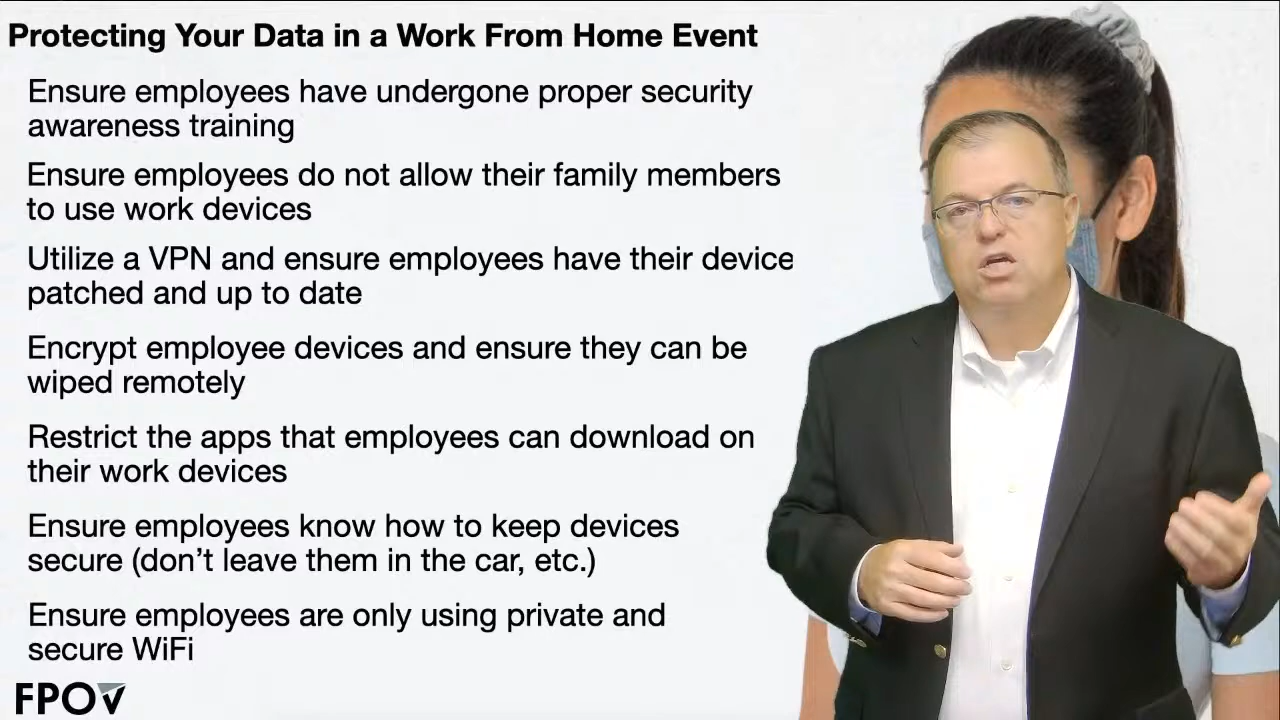 Protecting Your Data in a Work From Home Event
Ensure employees have undergone proper security
awareness training
Ensure employees do not allow their family members
to use work devices
Utilize a VPN and ensure employees have their device
patched and up to date
Encrypt employee devices and ensure they can be
wiped remotely
Restrict the apps that employees can download on
their work devices
Ensure employees know how to keep devices
secure (don’t leave them in the car, etc.)
Ensure employees are only using private and
secure WiFi
FPOV